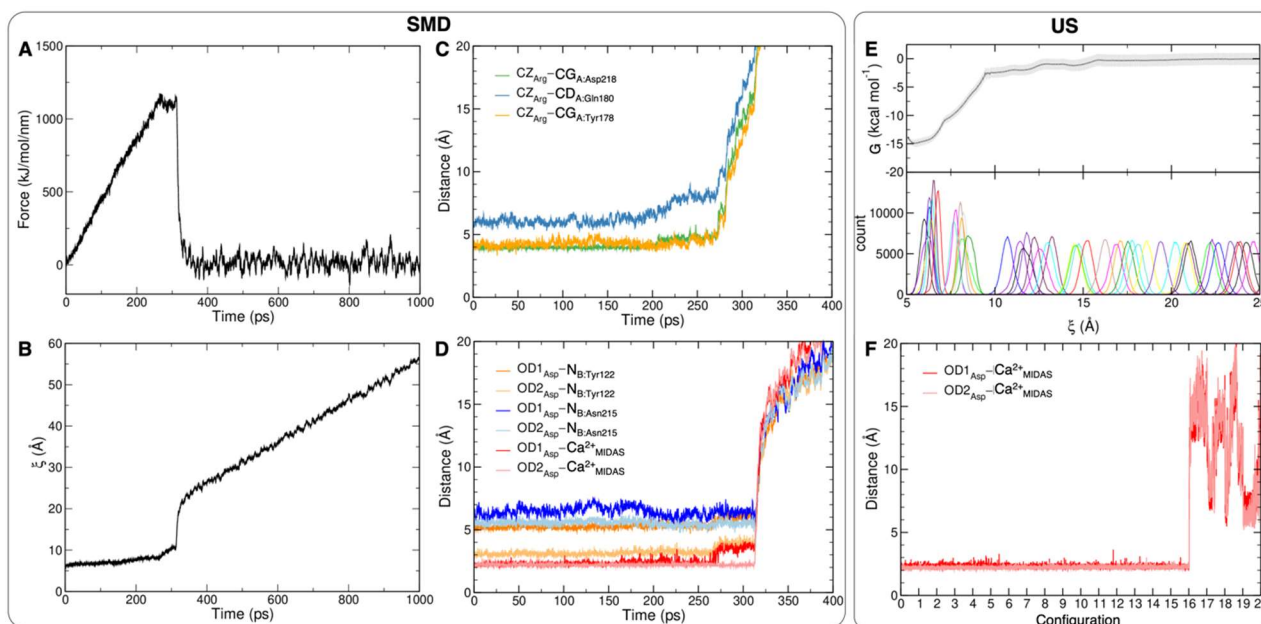 SMD
US
A
1500
1000
500
0
Force (kJ/mol/nm)
0 200 400 600 800 1000
Time (ps)
B
60
50
40
30
20
10
0
ξ (Å)
0 200 400 600 800 1000
Time (ps)
C
20
15
10
5
0
Distance (Å)
CZArg–CGA:Asp218
CZArg–CDA:Gln180
CZArg–CGA:Tyr178
0 50 100 150 200 250 300 350 400
Time (ps)
D
20
15
10
5
0
Distance (Å)
OD1Asp–NB:Tyr122
OD2Asp–NB:Tyr122
OD1Asp–NB:Asn215
OD2Asp–NB:Asn215
OD1Asp–Ca2+MIDAS
OD2Asp–Ca2+MIDAS
0 50 100 150 200 250 300 350 400
Time (ps)
E
0
-5
-10
-15
-20
G (kcal mol-1)
10000
5000
0
count
5 10 15 20 25
ξ (Å)
F
20
15
10
5
0
Distance (Å)
OD1Asp–Ca2+MIDAS
OD2Asp–Ca2+MIDAS
0 1 2 3 4 5 6 7 8 9 10 11 12 13 14 15 16 17 18 19 2
Configuration